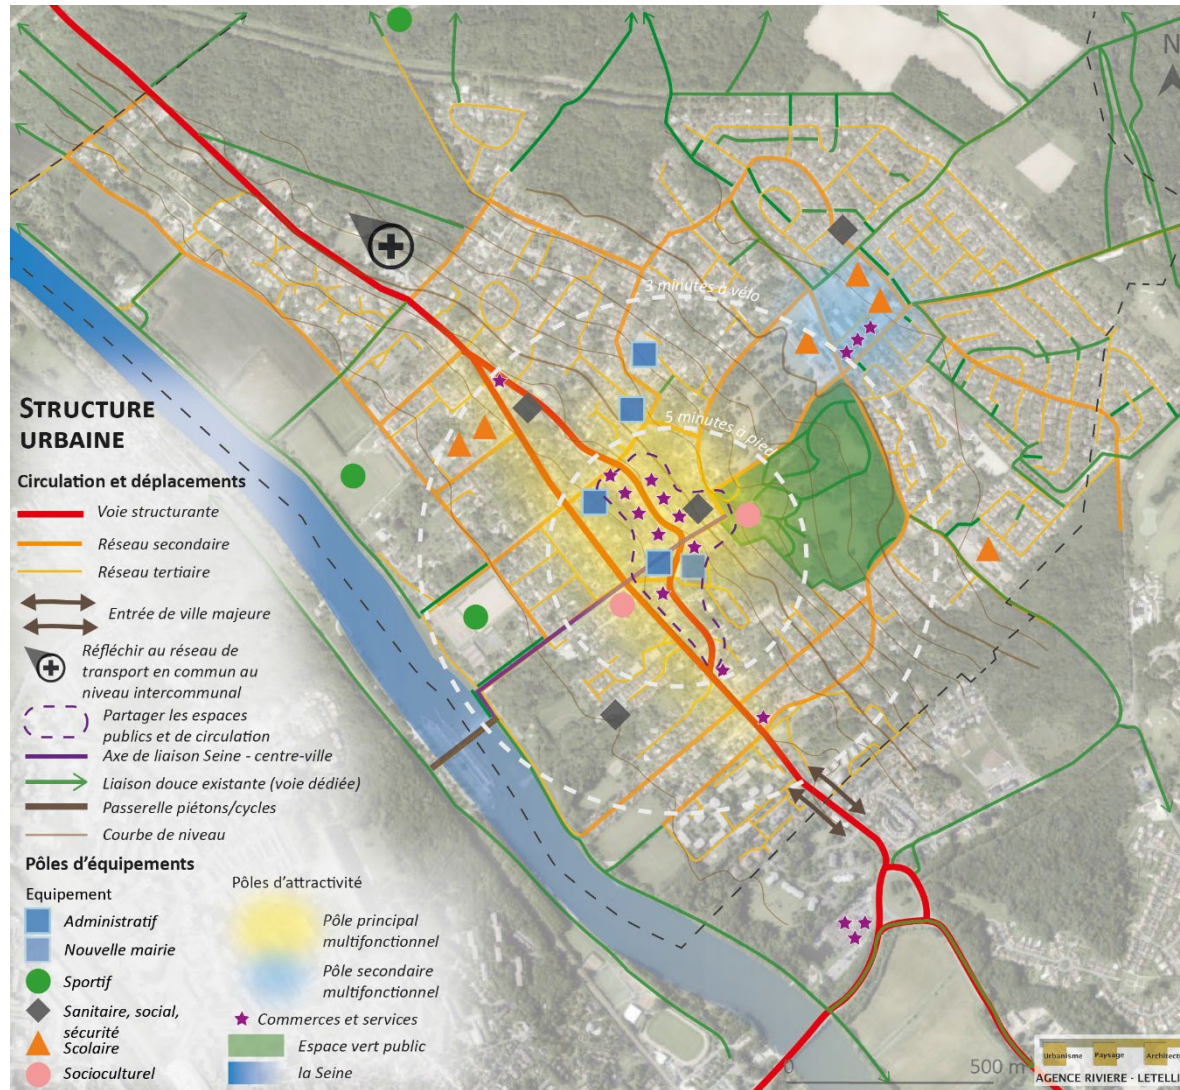 N
3 minutes à vélo
5 minutes à pied
STRUCTURE
URBAINE
Circulation et déplacements
Voie structurante
Réseau secondaire
Réseau tertiaire
Entrée de ville majeure
Réfléchir au réseau de
transport en commun au
niveau intercommunal
Partager les espaces
publics et de circulation
Axe de liaison Seine - centre-ville
Liaison douce existante (voie dédiée)
Passerelle piétons/cycles
Courbe de niveau
Pôles d'équipements
Equipement
Administratif
Nouvelle mairie
Sportif
Sanitaire, social,
sécurité
Scolaire
Socioculturel
Pôles d'attractivité
Pôle principal
multifonctionnel
Pôle secondaire
multifonctionnel
Commerces et services
Espace vert public
la Seine
0 500 m
Urbanisme Paysage Architectu
AGENCE RIVIERE - LETELLI